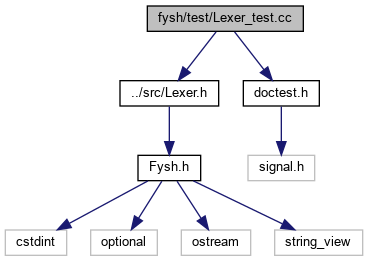 fysh/test/Lexer_test.cc
../src/Lexer.h
doctest.h
Fysh.h
signal.h
cstdint
optional
ostream
string_view